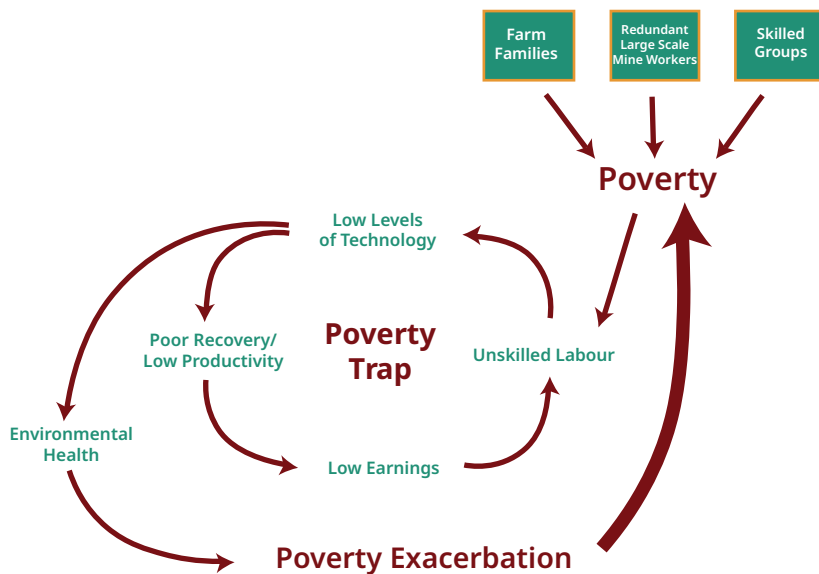 Farm
Families
Redundant
Large Scale
Mine Workers
Skilled
Groups
Poverty
Low Levels
of Technology
Poor Recovery/
Low Productivity
Poverty
Trap
Unskilled Labour
Environmental
Health
Low Earnings
Poverty Exacerbation